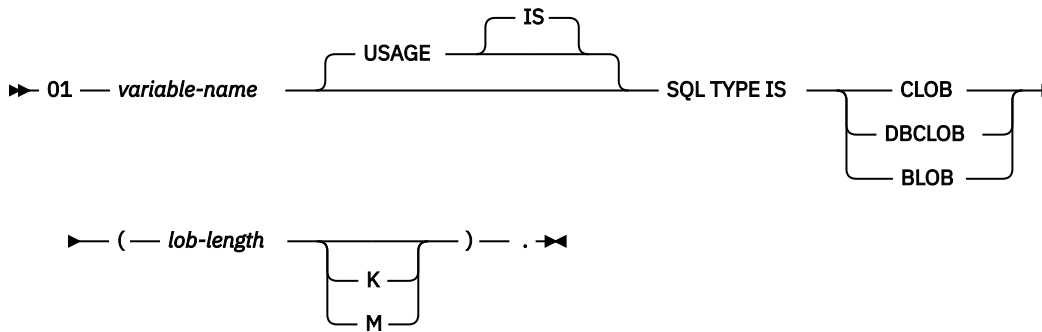 IS
USAGE
01 variable-name SQL TYPE IS CLOB
DBCLOB
BLOB
( lob-length ) .
K
M